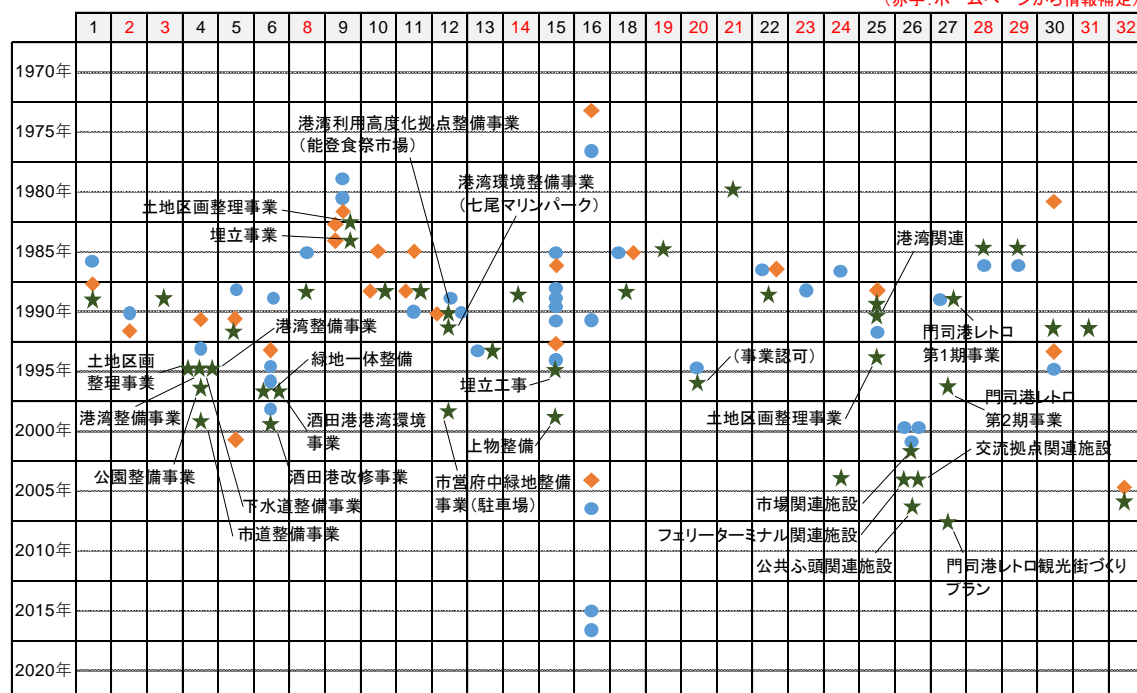 (赤字:ホームページから情報補足)
1 2 3 4 5 6 8 9 10 11 12 13 14 15 16 18 19 20 21 22 23 24 25 26 27 28 29 30 31 32
1970年
1975年
1980年
1985年
1990年
1995年
2000年
2005年
2010年
2015年
2020年
港湾利用高度化拠点整備事業
(能登食祭市場)
港湾環境整備事業
(七尾マリンパーク)
土地区画整理事業
埋立事業
港湾関連
港湾整備事業
緑地一体整備
土地区画
整理事業
港湾整備事業
公園整備事業
酒田港港湾環境
事業
酒田港改修事業
下水道整備事業
市道整備事業
市営府中緑地整備
事業(駐車場)
埋立工事
上物整備
(事業認可)
土地区画整理事業
門司港レトロ
第1期事業
門司港レトロ
第2期事業
交流拠点関連施設
市場関連施設
フェリーターミナル関連施設
公共ふ頭関連施設
門司港レトロ観光街づくり
プラン